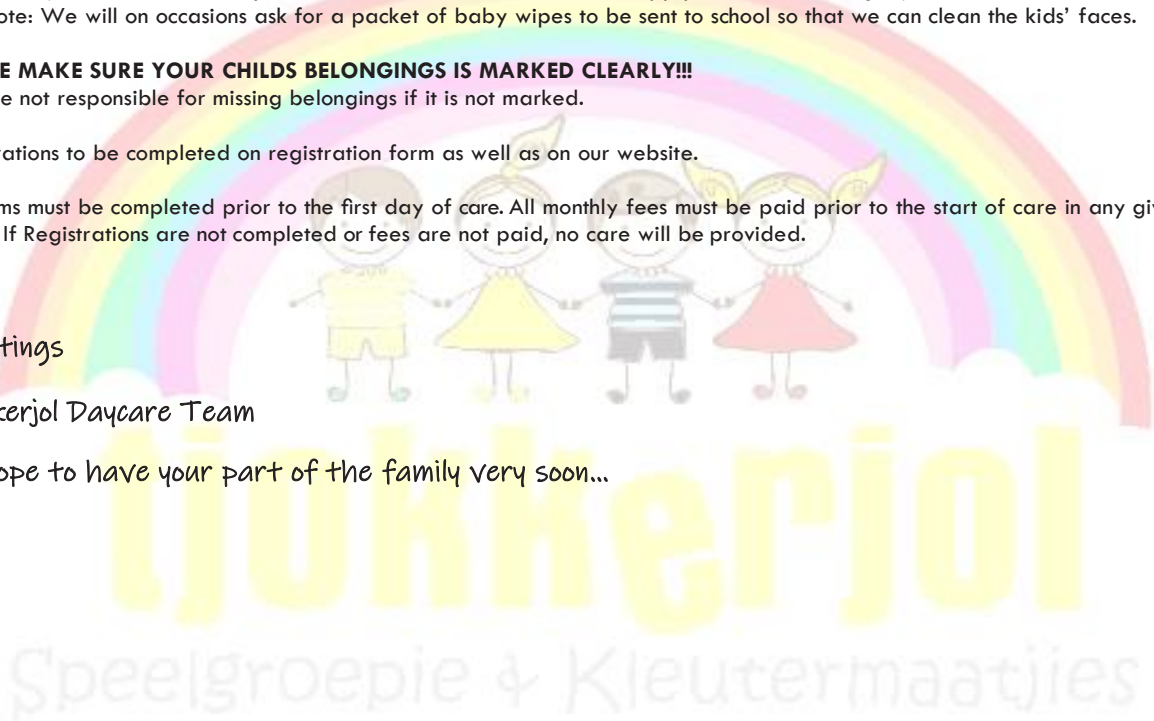 ote: We will on occasions ask for a packet of baby wipes to be sent to school so that we can clean the kids’ faces.
E MAKE SURE YOUR CHILDS BELONGINGS IS MARKED CLEARLY!!!
e not responsible for missing belongings if it is not marked.
ations to be completed on registration form as well as on our website.
ms must be completed prior to the first day of care. All monthly fees must be paid prior to the start of care in any giv
If Registrations are not completed or fees are not paid, no care will be provided.
tings
kerjol Daycare Team
ope to have your part of the family very soon...
tjokkerjol
Speelgroepie & Kleutermaatjies